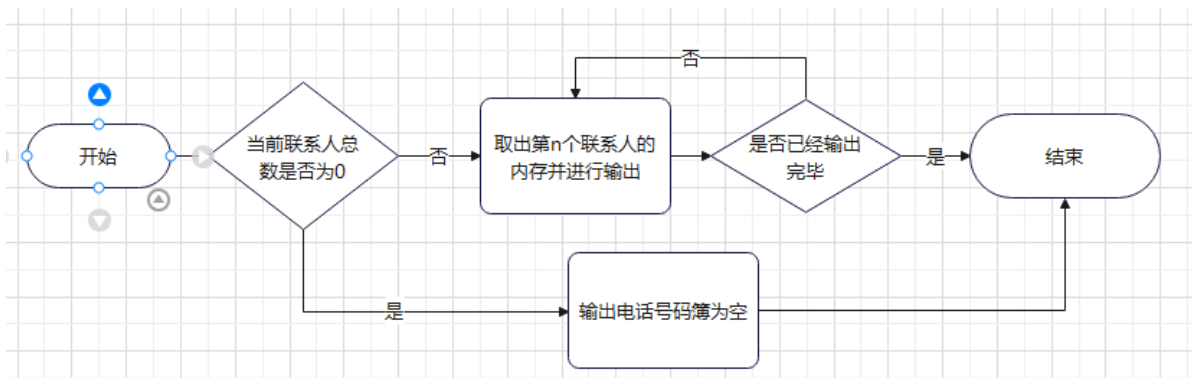 否
开始
当前联系人总
数是否为0
否
取出第n个联系人的
内存并进行输出
是否已经输出
完毕
是
结束
是
输出电话号码簿为空